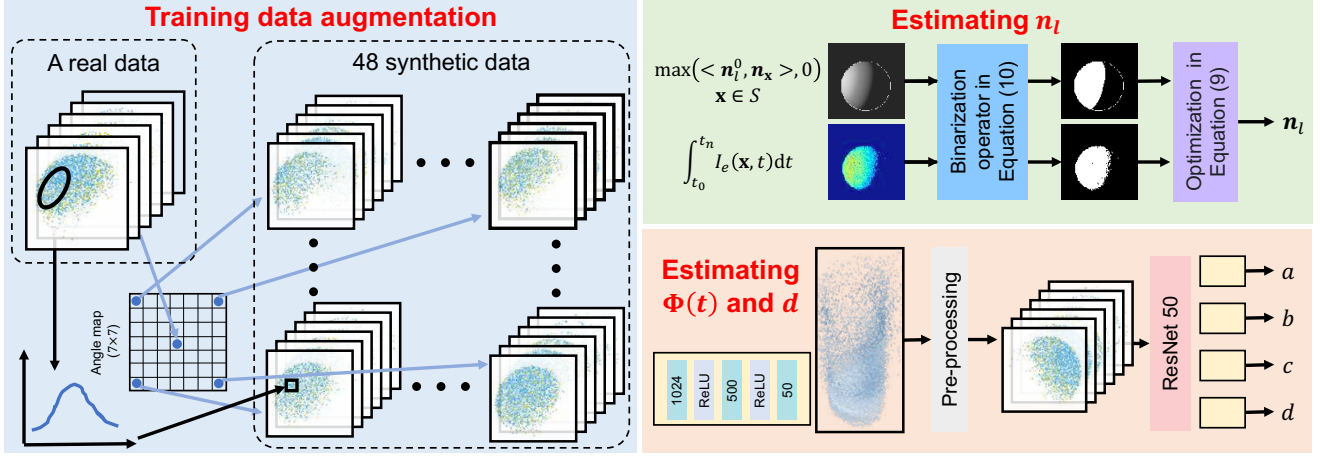 Training data augmentation
A real data
48 synthetic data
Angle map
(7×7)
Estimating n_l
max(< n_l^0, n_x >, 0)
x ∈ S
∫_{t_0}^{t_n} I_e(x, t)dt
Binarization
operator in
Equation (10)
Optimization in
Equation (9)
n_l
Estimating
Φ(t) and d
1024
ReLU
500
ReLU
50
Pre-processing
ResNet 50
a
b
c
d